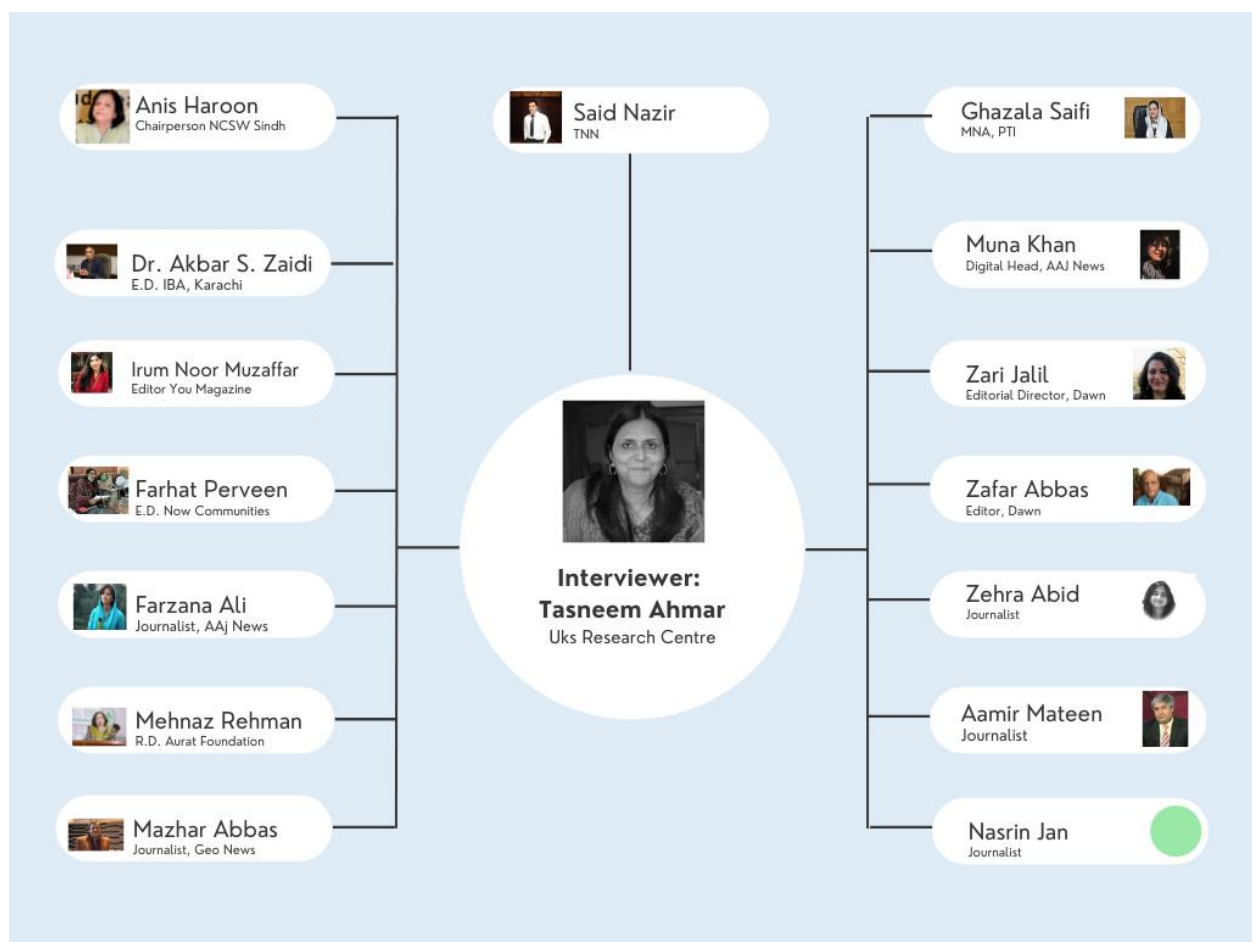 Anis Haroon
Chairperson NCSW Sindh
Dr. Akbar S. Zaidi
E.D. IBA, Karachi
Irum Noor Muzaffar
Editor You Magazine
Farhat Perveen
E.D. Now Communities
Farzana Ali
Journalist, AAj News
Mehnaz Rehman
R.D. Aurat Foundation
Mazhar Abbas
Journalist, Geo News
Said Nazir
TNN
Interviewer:
Tasneem Ahmar
Uks Research Centre
Ghazala Saifi
MNA, PTI
Muna Khan
Digital Head, AAJ News
Zari Jalil
Editorial Director, Dawn
Zafar Abbas
Editor, Dawn
Zehra Abid
Journalist
Aamir Mateen
Journalist
Nasrin Jan
Journalist